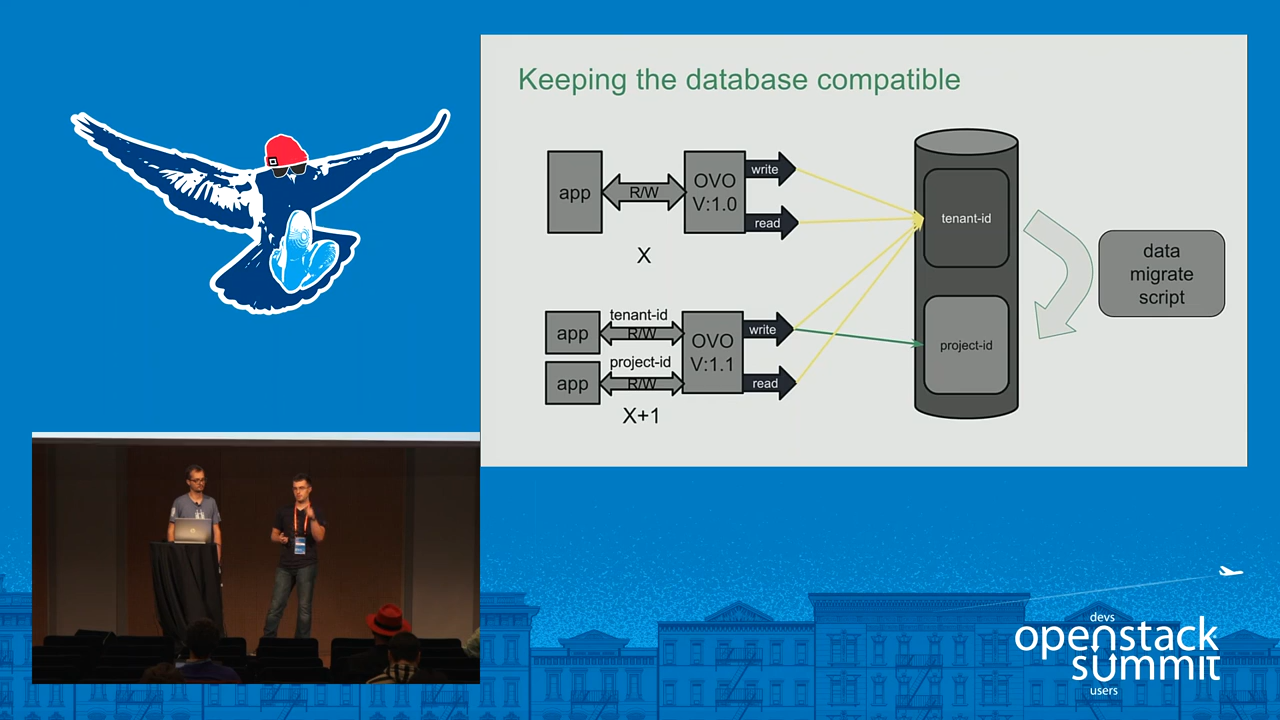 Keeping the database compatible
app
R/W
OVO
V:1.0
write
read
X
tenant-id
data
migrate
script
app
tenant-id
R/W
app
project-id
R/W
OVO
V:1.1
write
read
X+1
project-id
devs
openstack
summit
users